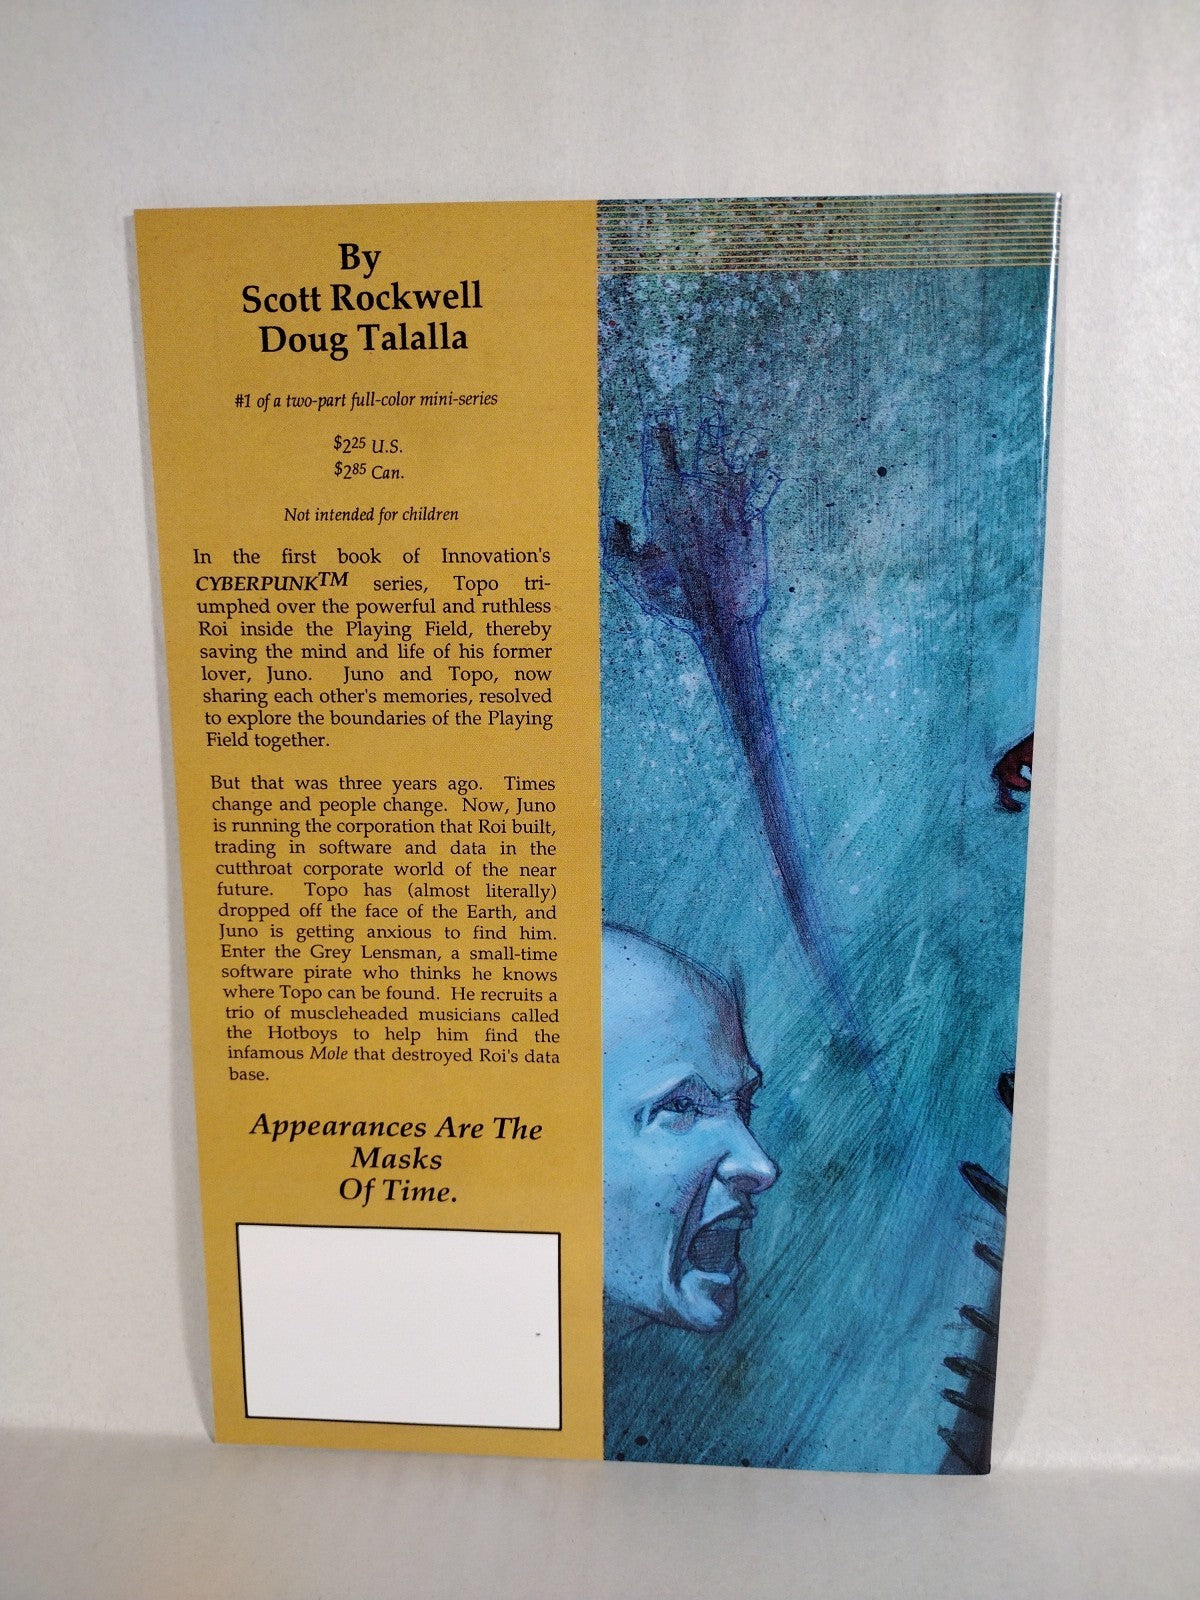 By
Scott Rockwell
Doug Talalla
#1 of a two-part full-color mini-series
$2.25 U.S.
$2.85 Can.
Not intended for children
In the first book of Innovation's
CYBERPUNK™ series, Topo tri-
umphed over the powerful and ruthless
Roi inside the Playing Field, thereby
saving the mind and life of his former
lover, Juno. Juno and Topo, now
sharing each other's memories, resolved
to explore the boundaries of the Playing
Field together.
But that was three years ago. Times
change and people change. Now, Juno
is running the corporation that Roi built,
trading in software and data in the
cutthroat corporate world of the near
future. Topo has (almost literally)
dropped off the face of the Earth, and
Juno is getting anxious to find him.
Enter the Grey Lensman, a small-time
software pirate who thinks he knows
where Topo can be found. He recruits a
trio of muscleheaded musicians called
the Hotboys to help him find the
infamous Mole that destroyed Roi's data
base.
Appearances Are The
Masks
Of Time.